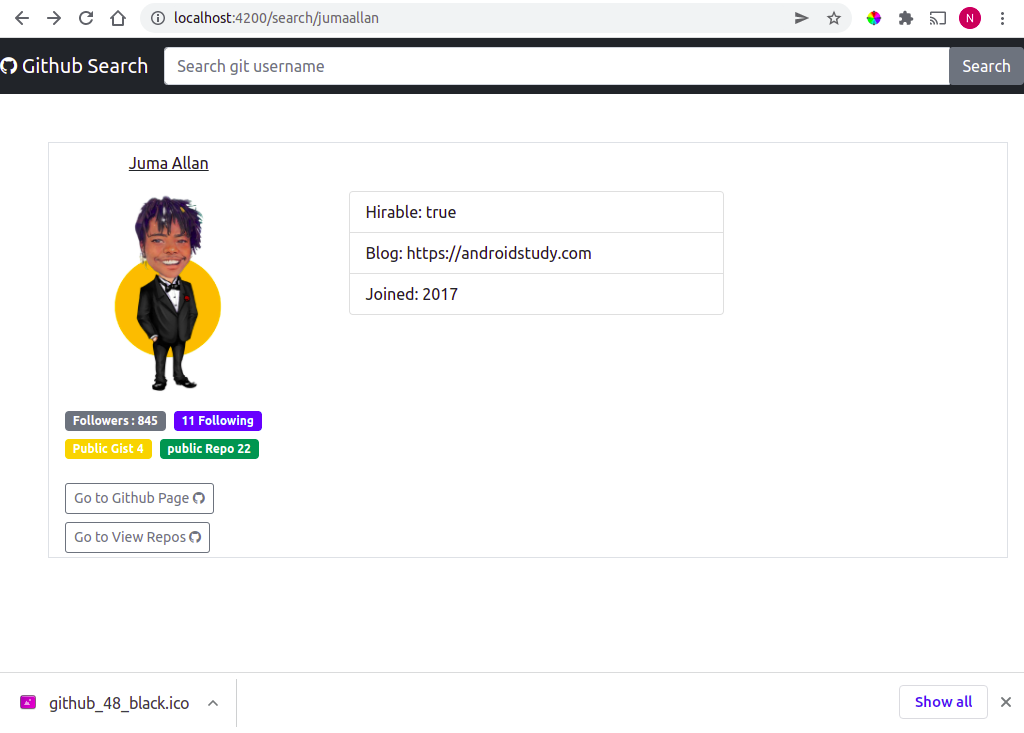 localhost:4200/search/jumaallan
N
Github Search
Search git username
Search
Juma Allan
Hirable: true
Blog: https://androidstudy.com
Joined: 2017
Followers : 845
11 Following
Public Gist 4
public Repo 22
Go to Github Page
Go to View Repos
github_48_black.ico
Show all